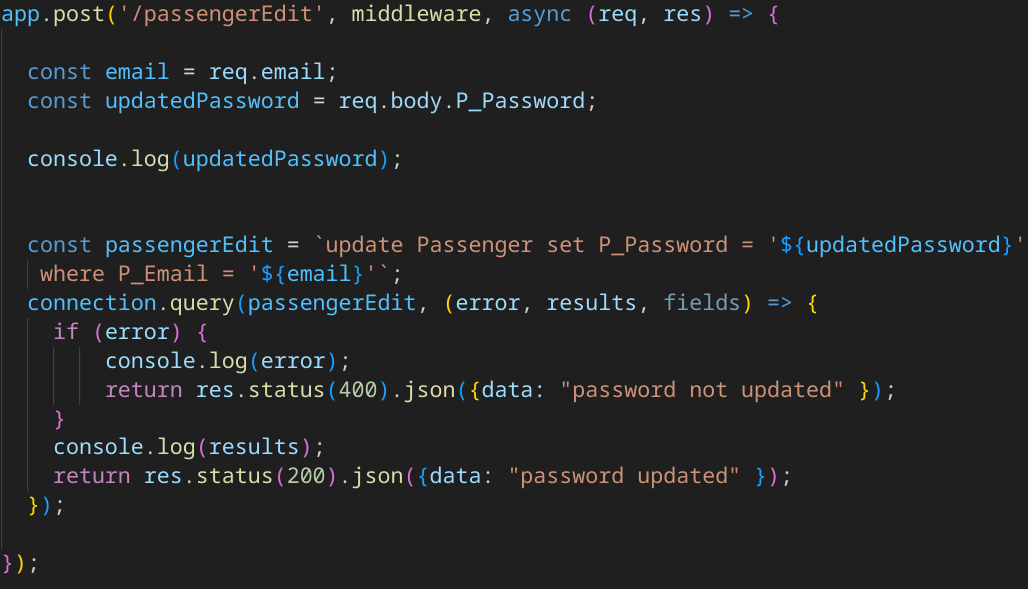 app.post('/passengerEdit', middleware, async (req, res) => {
const email = req.email;
const updatedPassword = req.body.P_Password;
console.log(updatedPassword);
const passengerEdit = `update Passenger set P_Password = '${updatedPassword}'
where P_Email = '${email}'`;
connection.query(passengerEdit, (error, results, fields) => {
if (error) {
console.log(error);
return res.status(400).json({data: "password not updated" });
}
console.log(results);
return res.status(200).json({data: "password updated" });
});
});